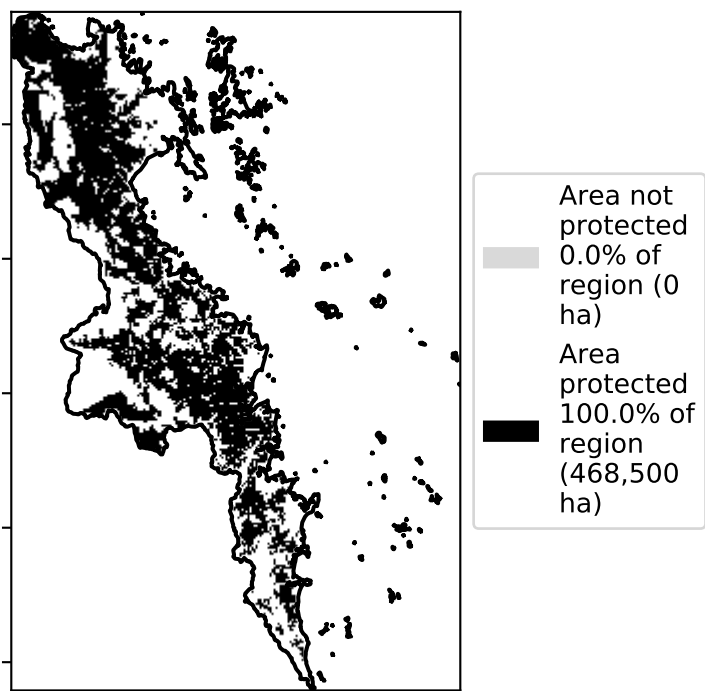 Area not
protected
0.0% of
region (0
ha)
Area
protected
100.0% of
region
(468,500
ha)